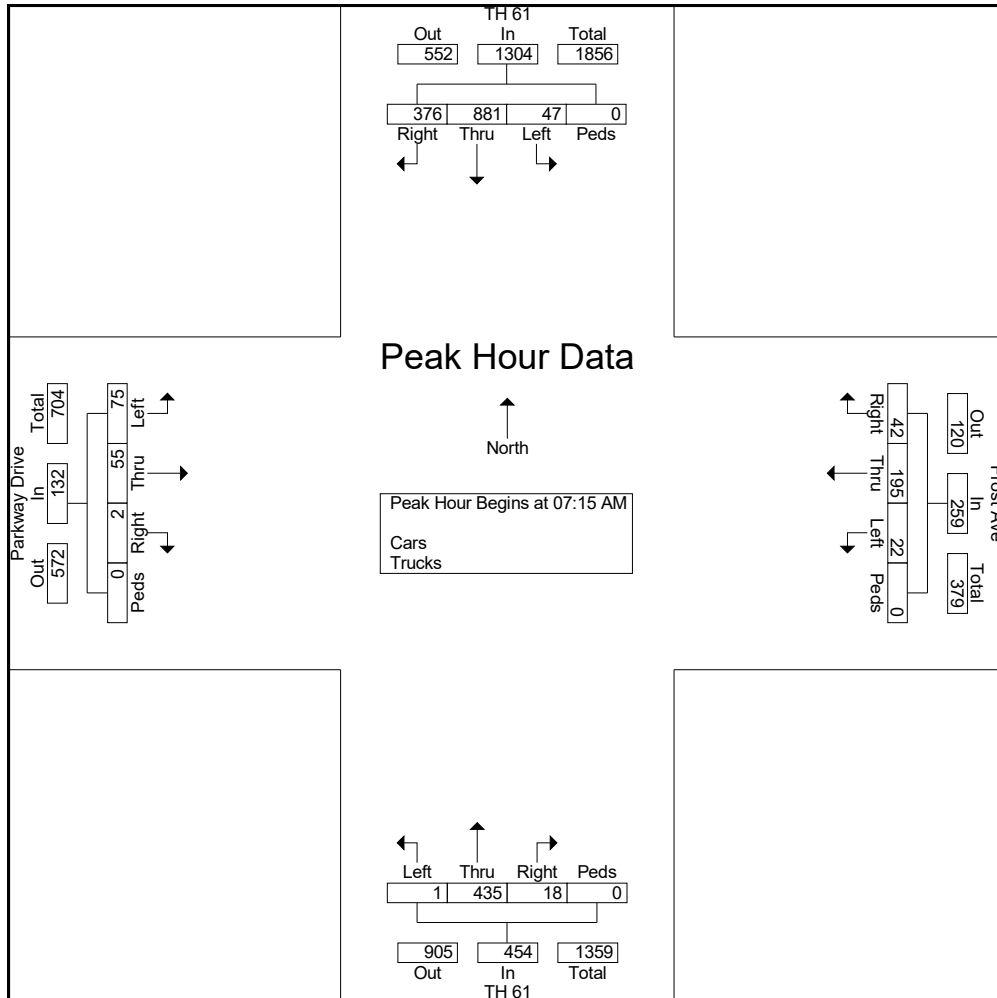 TH 61
Out In Total
552 1304 1856
376 881 47 0
Right Thru Left Peds
Peak Hour Data
North
Peak Hour Begins at 07:15 AM
Cars
Trucks
Parkway Drive
Out In Total
572 132 704
75 55 2 0
Left Thru Right Peds
Frost Ave
Out In Total
120 259 379
42 195 22 0
Right Thru Left Peds
Left Thru Right Peds
1 435 18 0
905 454 1359
Out In Total
TH 61